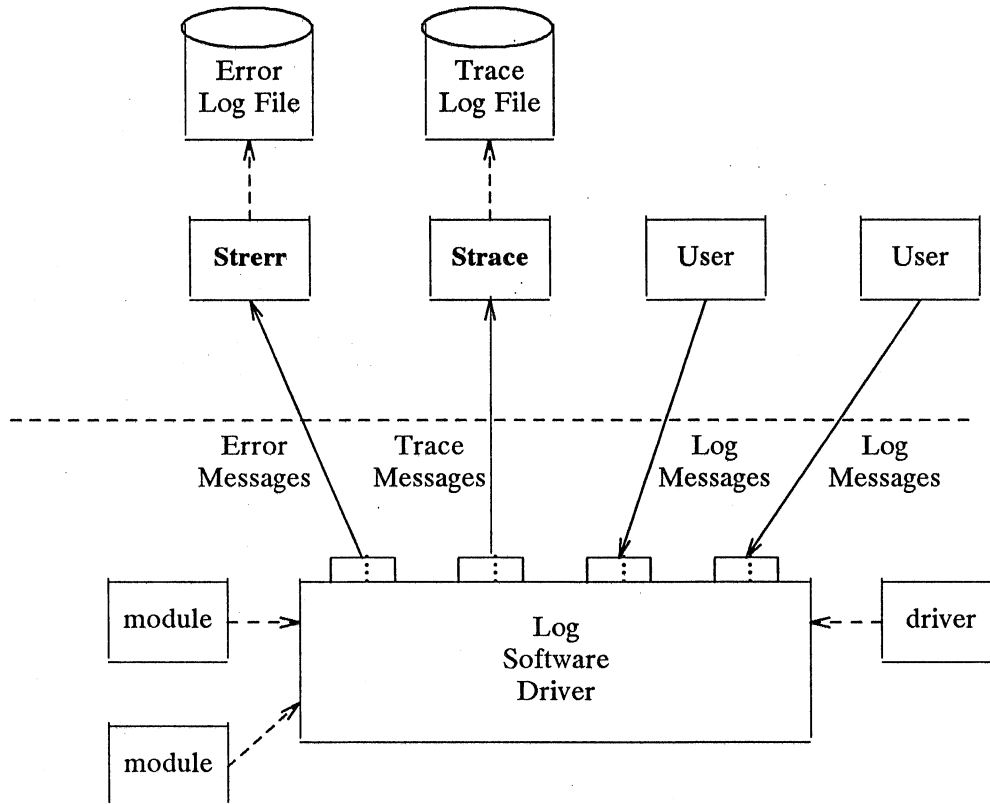 Error
Log File
Trace
Log File
Strerr
Strace
User
User
Error
Messages
Trace
Messages
Log
Messages
Log
Messages
module
Log
Software
Driver
driver
module